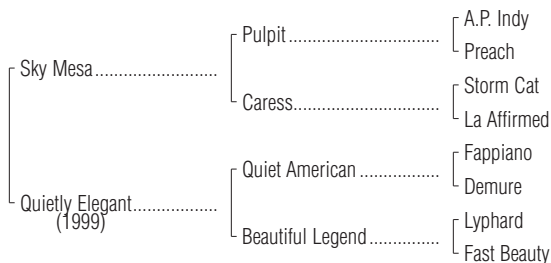 A.P. Indy
Pulpit
Preach
Sky Mesa
Storm Cat
Caress
La Affirmed
Fappiano
Quiet American
Demure
Quietly Elegant
(1999)
Lyphard
Beautiful Legend
Fast Beauty